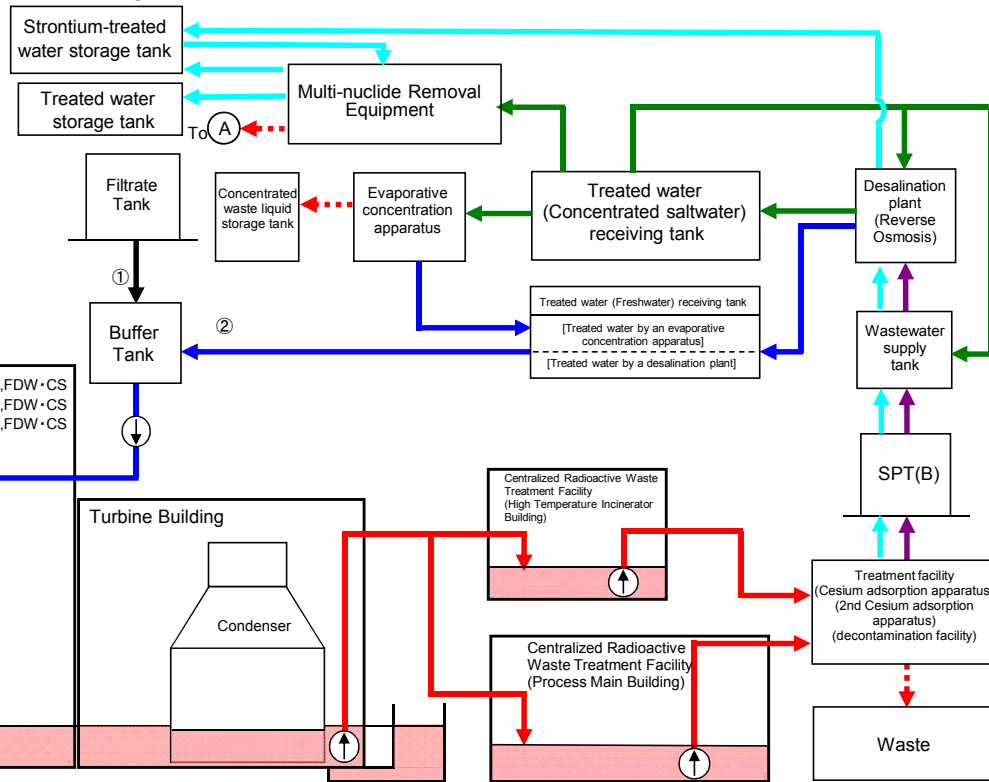 Strontium-treated
water storage tank
Treated water
storage tank
Multi-nuclide Removal
Equipment
To
A
Filtrate
Tank
Concentrated
waste liquid
storage tank
Evaporative
concentration
apparatus
Treated water
(Concentrated saltwater)
receiving tank
Desalination
plant
(Reverse
Osmosis)
①
②
Buffer
Tank
Treated water (Freshwater) receiving tank
[Treated water by an evaporative
concentration apparatus]
[Treated water by a desalination plant]
Wastewater
supply
tank
,FDW・CS
,FDW・CS
,FDW・CS
SPT(B)
Turbine Building
Condenser
Centralized Radioactive Waste
Treatment Facility
(High Temperature Incinerator
Building)
Centralized Radioactive
Waste Treatment Facility
(Process Main Building)
Treatment facility
(Cesium adsorption apparatus
(2nd Cesium adsorption
apparatus)
(decontamination facility)
Waste